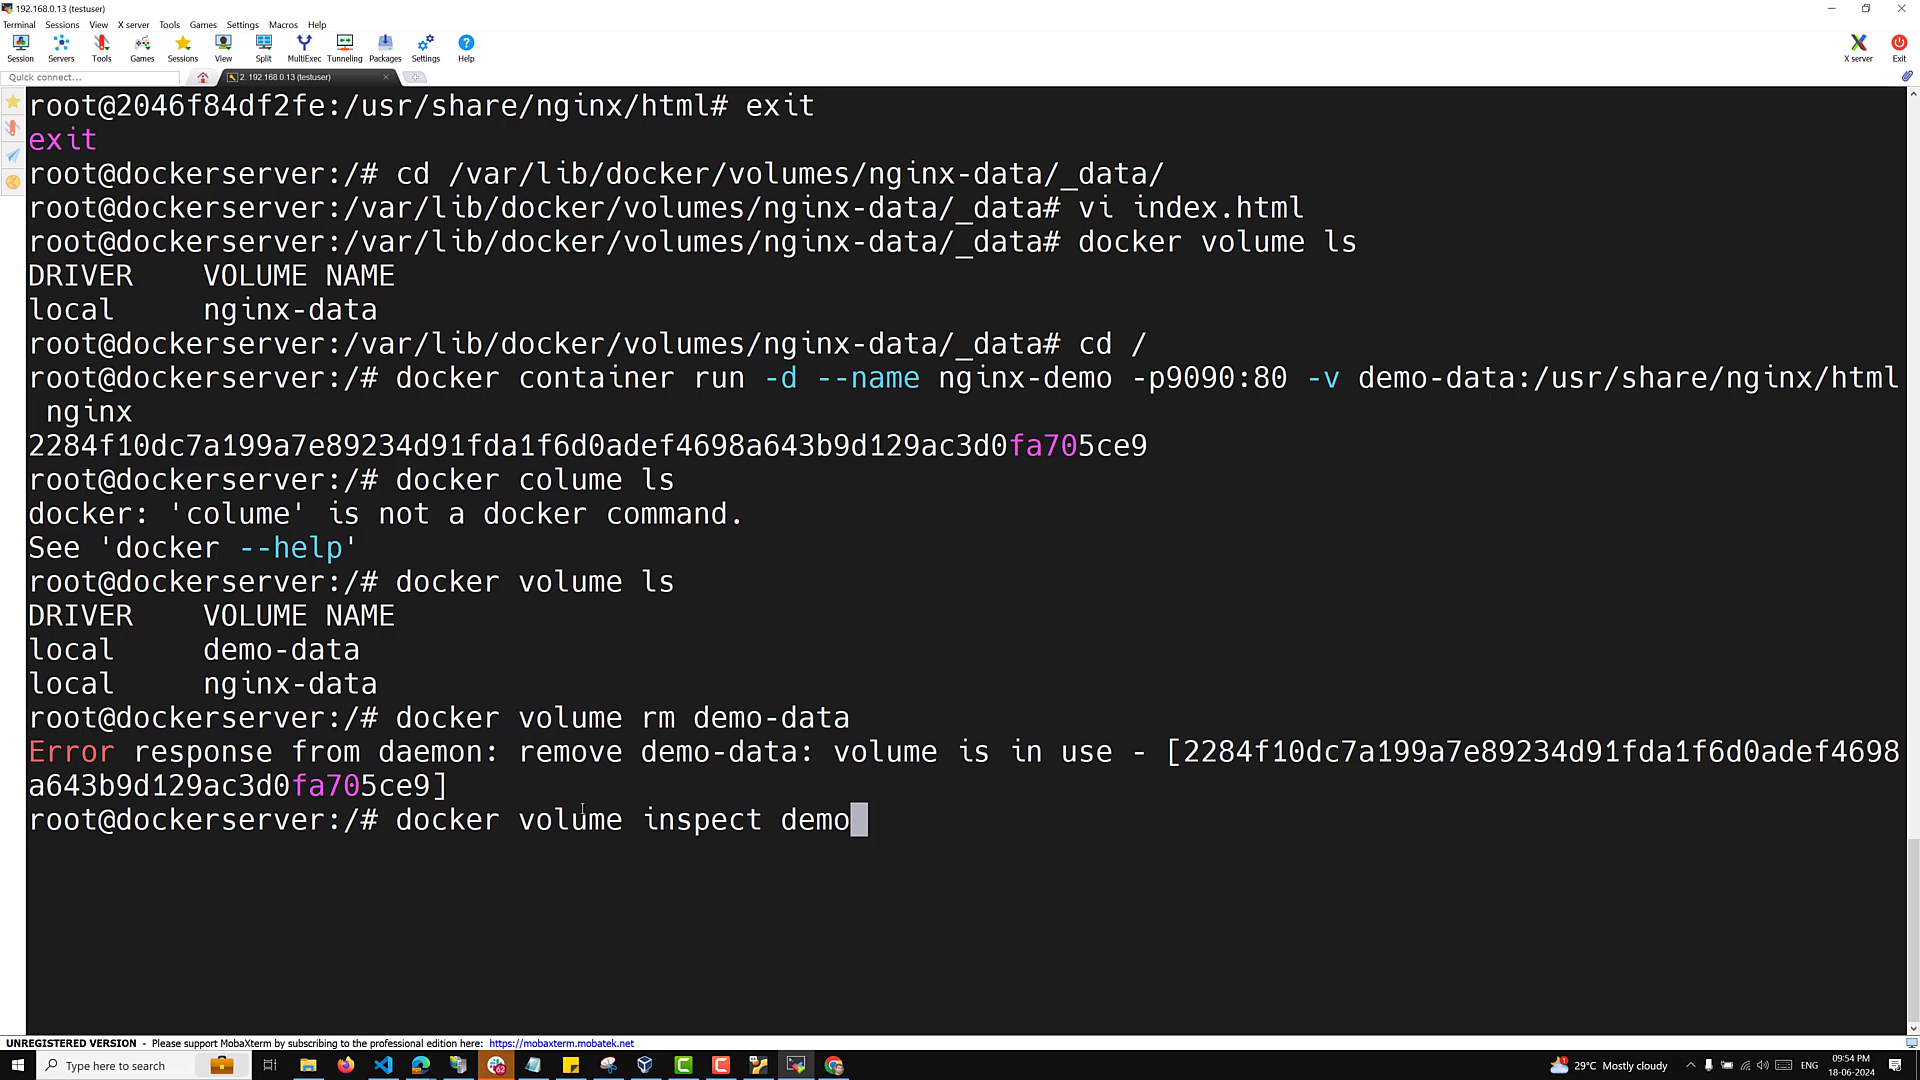 192.168.0.13 (testuser)
Terminal Sessions View X server Tools Games Settings Macros Help
Session Servers Tools Games Sessions View Split MultiExec Tunneling Packages Settings Help X server Exit
Quick connect... 2. 192.168.0.13 (testuser)
root@2046f84df2fe:/usr/share/nginx/html# exit
exit
root@dockerserver:/# cd /var/lib/docker/volumes/nginx-data/_data/
root@dockerserver:/var/lib/docker/volumes/nginx-data/_data# vi index.html
root@dockerserver:/var/lib/docker/volumes/nginx-data/_data# docker volume ls
DRIVER VOLUME NAME
local nginx-data
root@dockerserver:/var/lib/docker/volumes/nginx-data/_data# cd /
root@dockerserver:/# docker container run -d --name nginx-demo -p9090:80 -v demo-data:/usr/share/nginx/html
nginx
2284f10dc7a199a7e89234d91fda1f6d0adef4698a643b9d129ac3d0fa705ce9
root@dockerserver:/# docker colume ls
docker: 'colume' is not a docker command.
See 'docker --help'
root@dockerserver:/# docker volume ls
DRIVER VOLUME NAME
local demo-data
local nginx-data
root@dockerserver:/# docker volume rm demo-data
Error response from daemon: remove demo-data: volume is in use - [2284f10dc7a199a7e89234d91fda1f6d0adef4698
a643b9d129ac3d0fa705ce9]
root@dockerserver:/# docker volume inspect demo
UNREGISTERED VERSION - Please support MobaXterm by subscribing to the professional edition here: https://mobaxterm.mobatek.net
Type here to search 62 29°C Mostly cloudy ENG 09:54 PM
18-06-2024